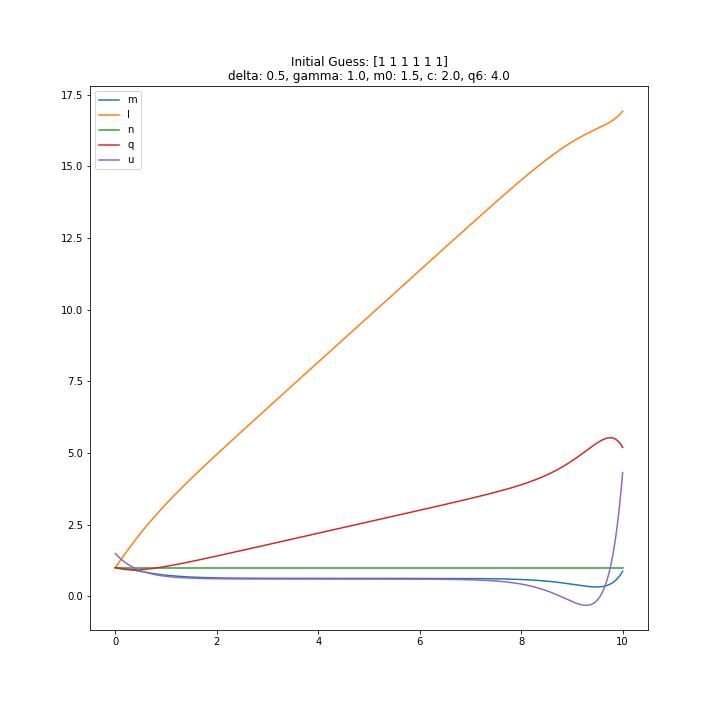 Initial Guess: [1 1 1 1 1 1]
delta: 0.5, gamma: 1.0, m0: 1.5, c: 2.0, q6: 4.0
17.5
15.0
12.5
10.0
7.5
5.0
2.5
0.0
m
l
n
q
u
0 2 4 6 8 10